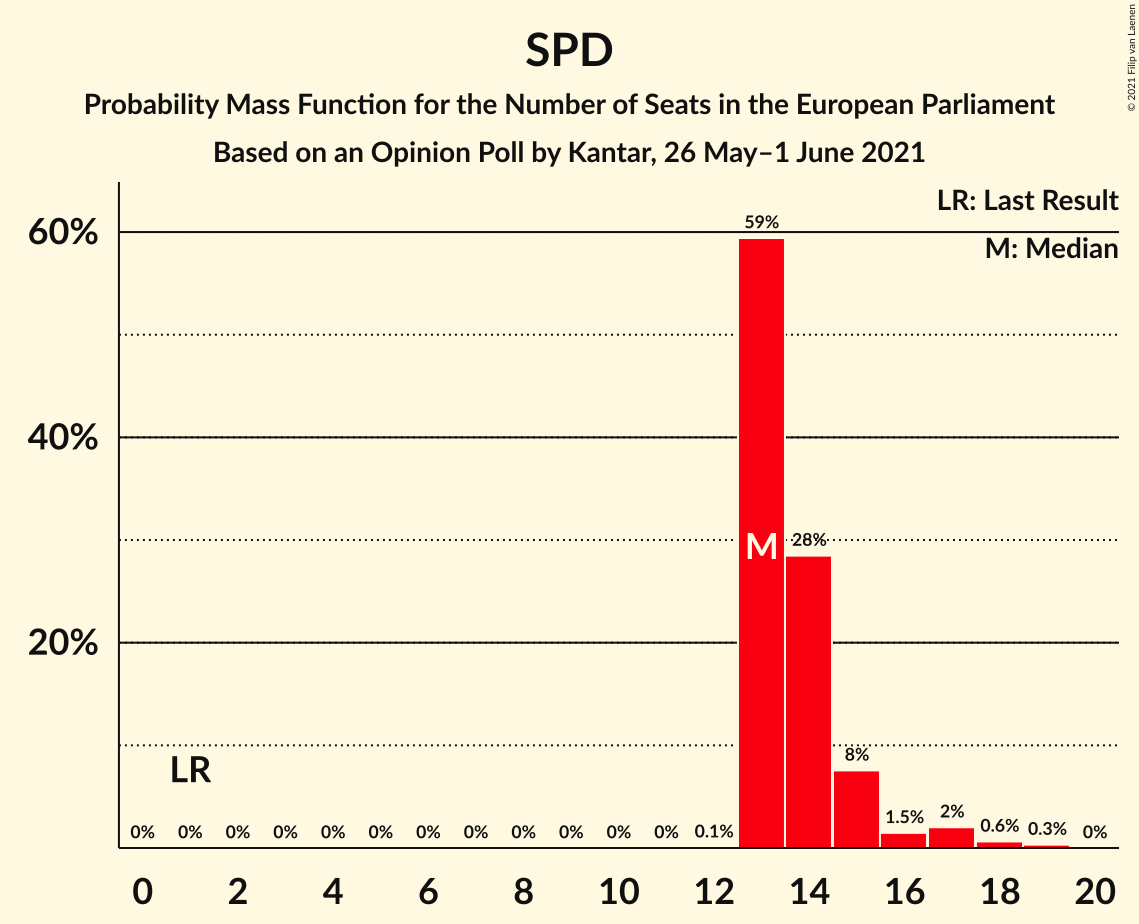 SPD
Probability Mass Function for the Number of Seats in the European Parliament
Based on an Opinion Poll by Kantar, 26 May–1 June 2021
© 2021 Filip van Laenen
LR: Last Result
M: Median
60%
40%
20%
59%
M
28%
LR
8%
0% 0% 0% 0% 0% 0% 0% 0% 0% 0% 0% 0% 0.1% 1.5% 2% 0.6% 0.3% 0%
0 2 4 6 8 10 12 14 16 18 20